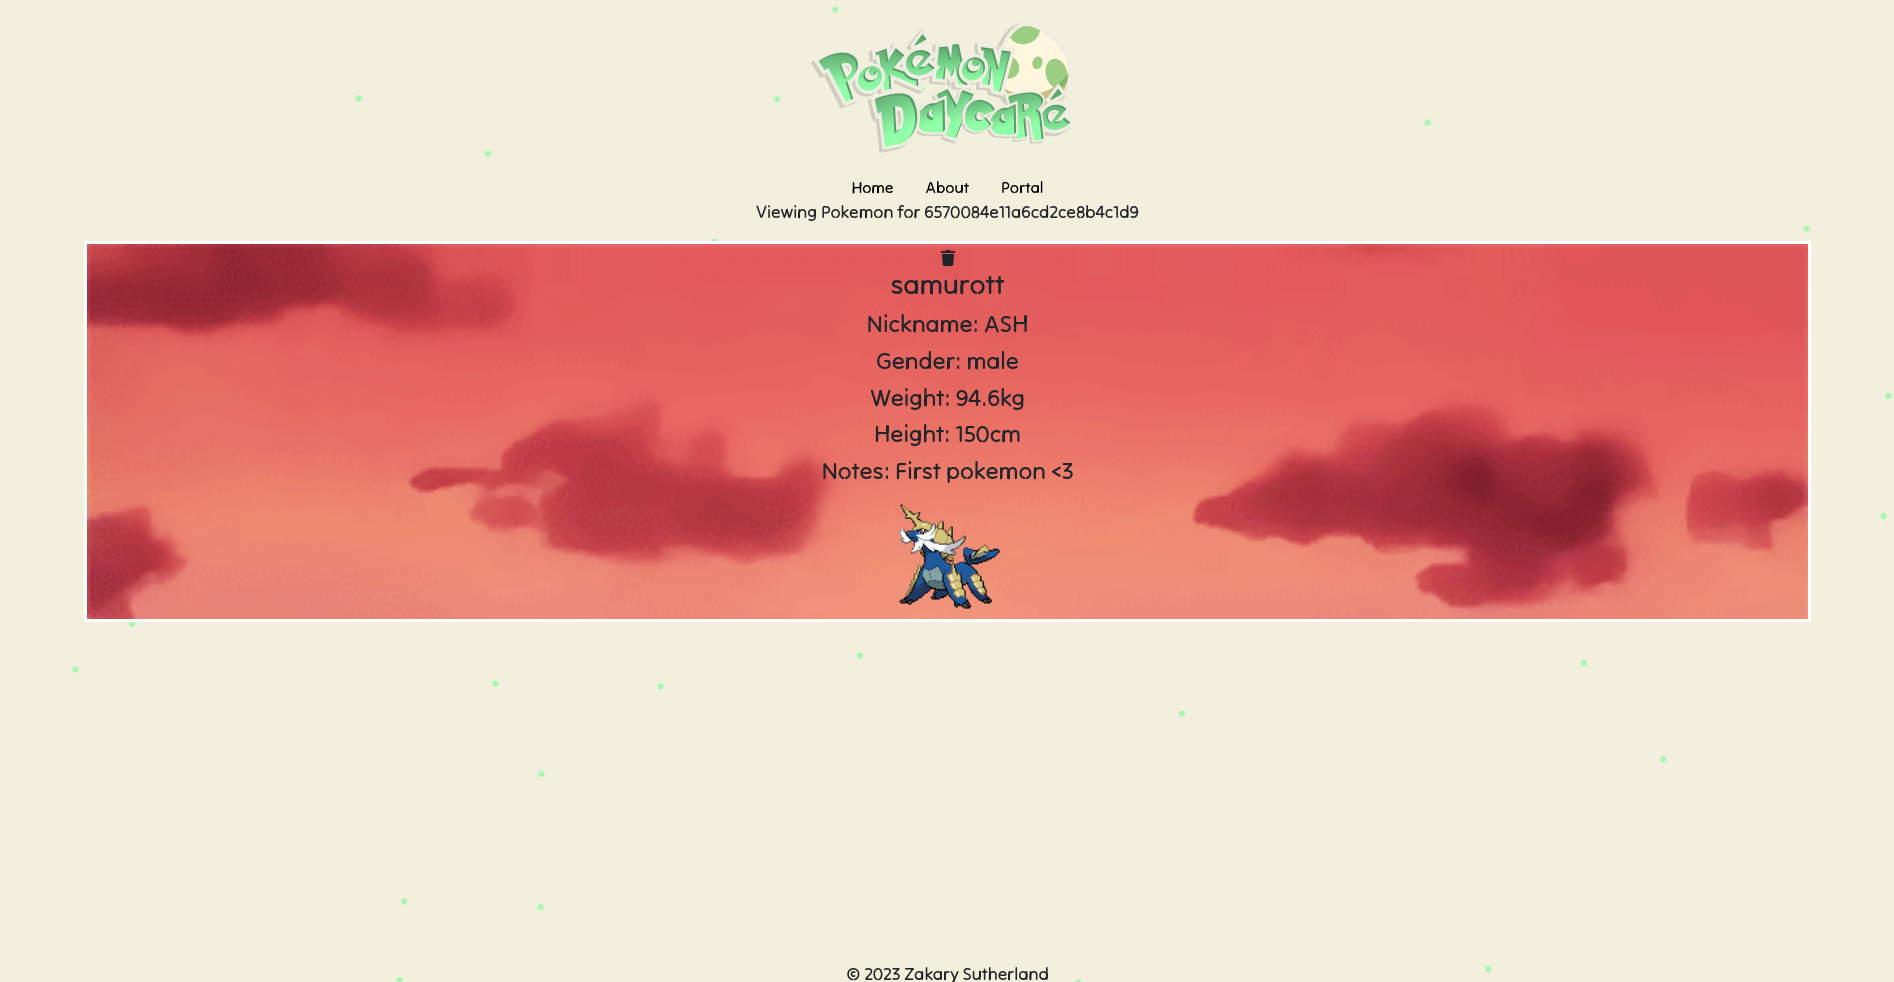 Pokémon
Daycaré
Home About Portal
Viewing Pokemon for 6570084e11a6cd2ce8b4c1d9
samurott
Nickname: ASH
Gender: male
Weight: 94.6kg
Height: 150cm
Notes: First pokemon <3
© 2023 Zakary Sutherland